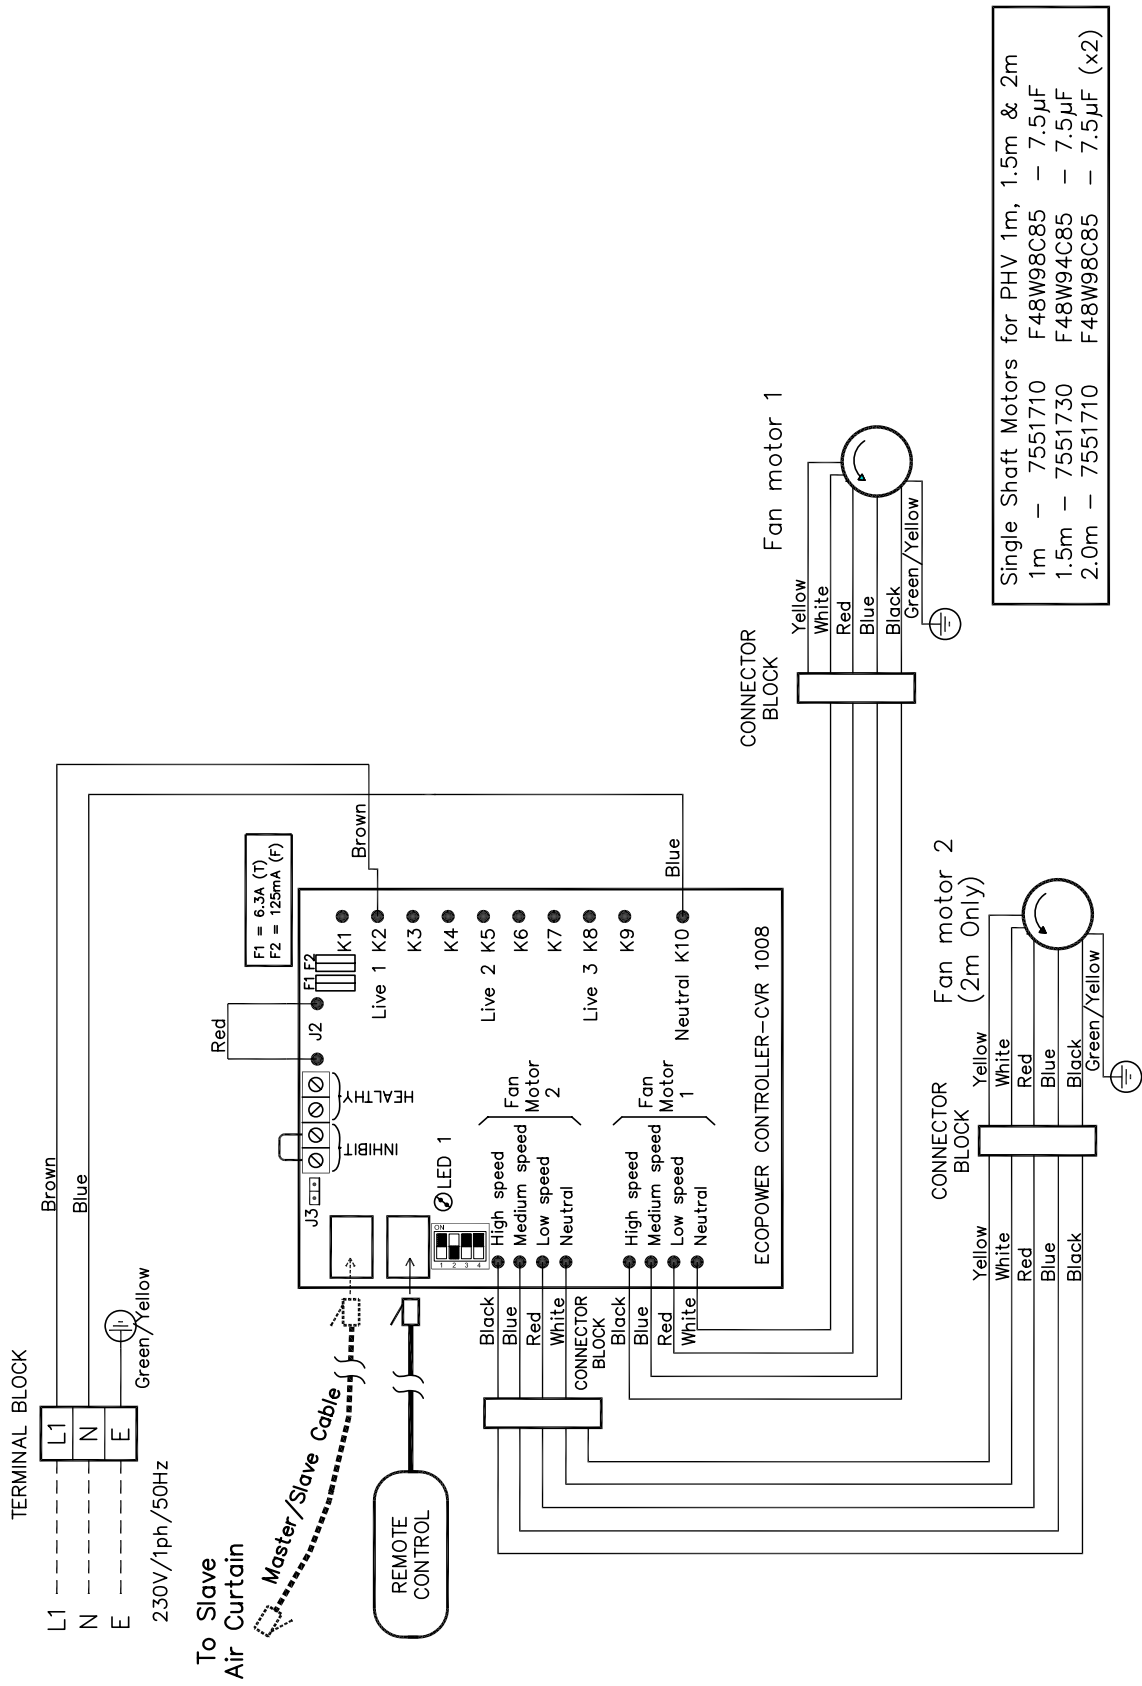 TERMINAL BLOCK
L1
N
E
L1
N
E
230V/1ph/50Hz
Brown
Blue
Green/Yellow
To Slave
Air Curtain
Master/Slave Cable
REMOTE
CONTROL
F1 = 6.3A (T)
F2 = 125mA (F)
Red
J2
F1
F2
J3
INHIBIT
HEALTHY
LED 1
ON
1 2 3 4
Brown
Blue
K1
Live 1 K2
K3
K4
Live 2 K5
K6
K7
Live 3 K8
K9
Neutral K10
High speed
Medium speed
Low speed
Neutral
Fan
Motor
2
High speed
Medium speed
Low speed
Neutral
Fan
Motor
1
ECOPOWER CONTROLLER-CVR 1008
Black
Blue
Red
White
CONNECTOR
BLOCK
Black
Blue
Red
White
CONNECTOR
BLOCK
Fan motor 1
Yellow
White
Red
Blue
Black
Green/Yellow
CONNECTOR
BLOCK
Fan motor 2
(2m Only)
Yellow
White
Red
Blue
Black
Yellow
White
Red
Blue
Black
Green/Yellow
Single Shaft Motors for PHV 1m, 1.5m & 2m
1m – 7551710 F48W98C85 – 7.5µF
1.5m – 7551730 F48W94C85 – 7.5µF
2.0m – 7551710 F48W98C85 – 7.5µF (x2)